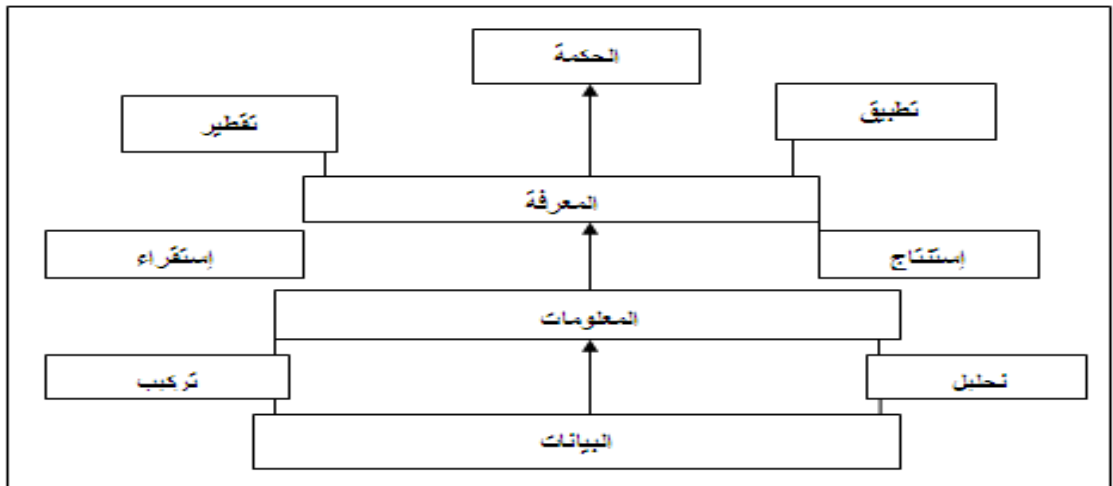 الحكمة
تطبيق
تقطير
المعرفة
إستنتاج
إستقراء
المعلومات
تحليل
تركيب
البيانات